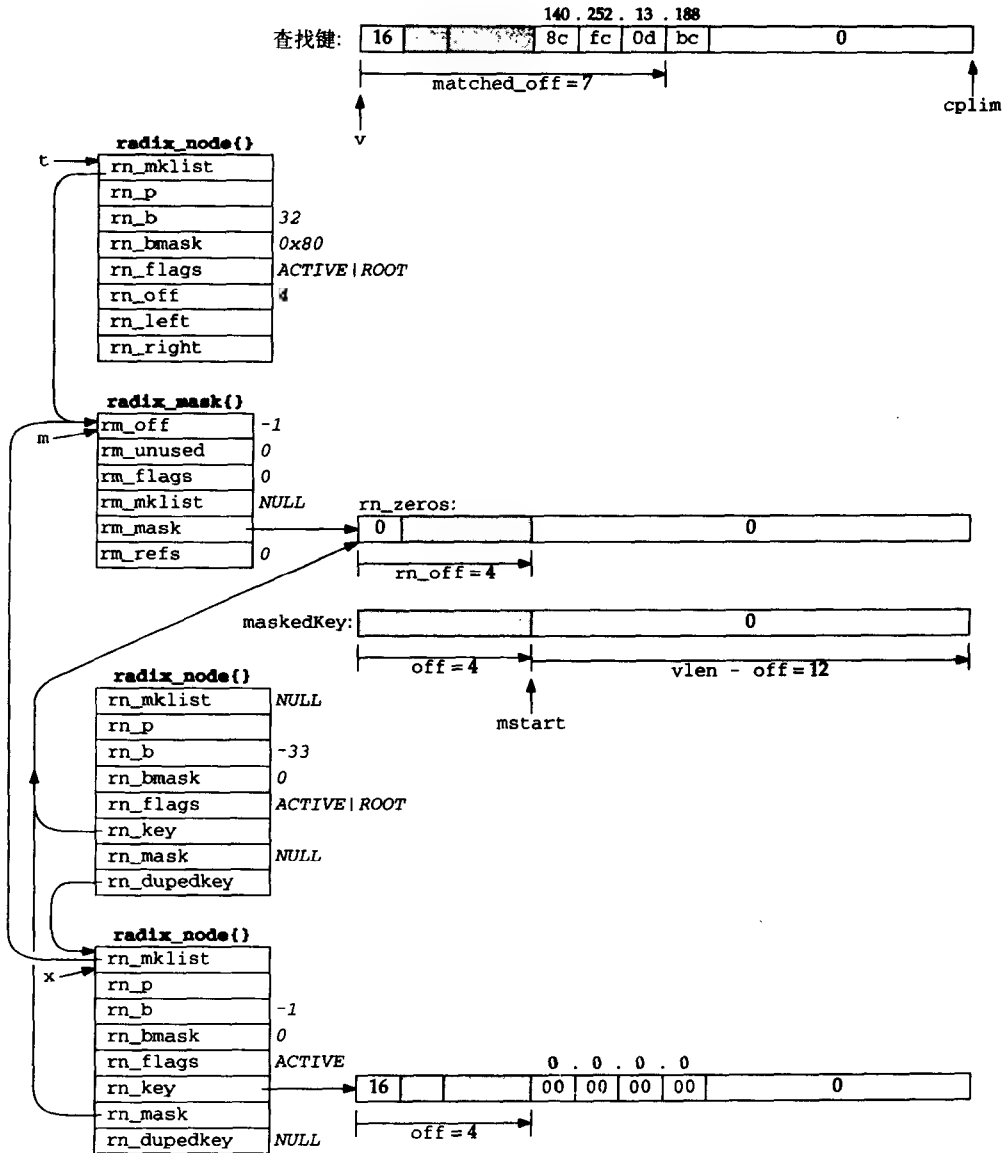 140 . 252 . 13 . 188
查找键: 16 8c fc 0d bc 0
matched_off = 7
cplim
v
radix_node{}
t
rn_mklist
rn_p
rn_b 32
rn_bmask 0x80
rn_flags ACTIVE | ROOT
rn_off 4
rn_left
rn_right
radix_mask{}
rm_off -1
m
rm_unused 0
rm_flags 0
rm_mklist NULL
rn_zeros:
rm_mask 0 0
rm_refs 0
rn_off = 4
maskedKey: 0
off = 4 vlen - off = 12
mstart
radix_node{}
rn_mklist NULL
rn_p
rn_b -33
rn_bmask 0
rn_flags ACTIVE | ROOT
rn_key
rn_mask NULL
rn_dupedkey
radix_node{}
rn_mklist
x
rn_p
rn_b -1
rn_bmask 0
rn_flags ACTIVE
0 . 0 . 0 . 0
rn_key 16 00 00 00 00 0
rn_mask
off = 4
rn_dupedkey NULL